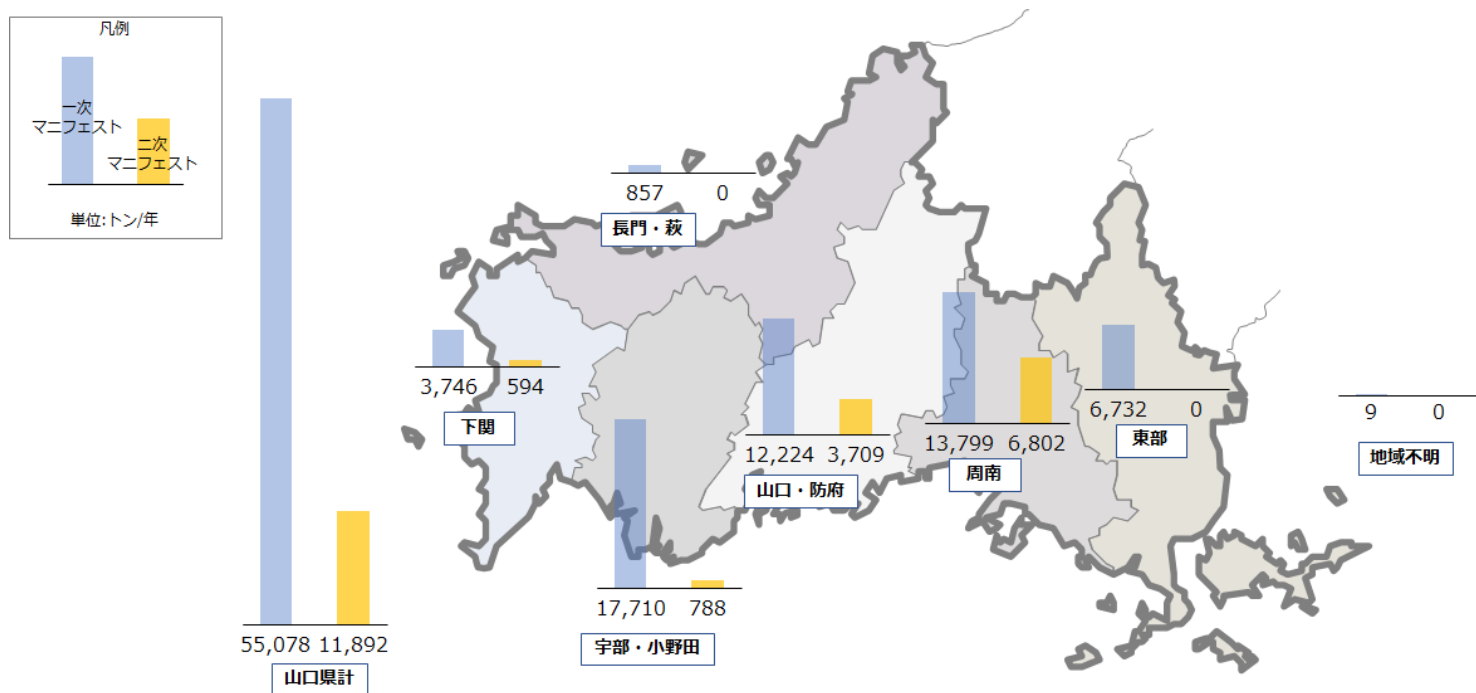 凡例
一次
マニフェスト
二次
マニフェスト
単位:トン/年
857 0
長門・萩
3,746 594
下関
12,224 3,709
山口・防府
13,799 6,802
周南
6,732 0
東部
9 0
地域不明
17,710 788
宇部・小野田
55,078 11,892
山口県計